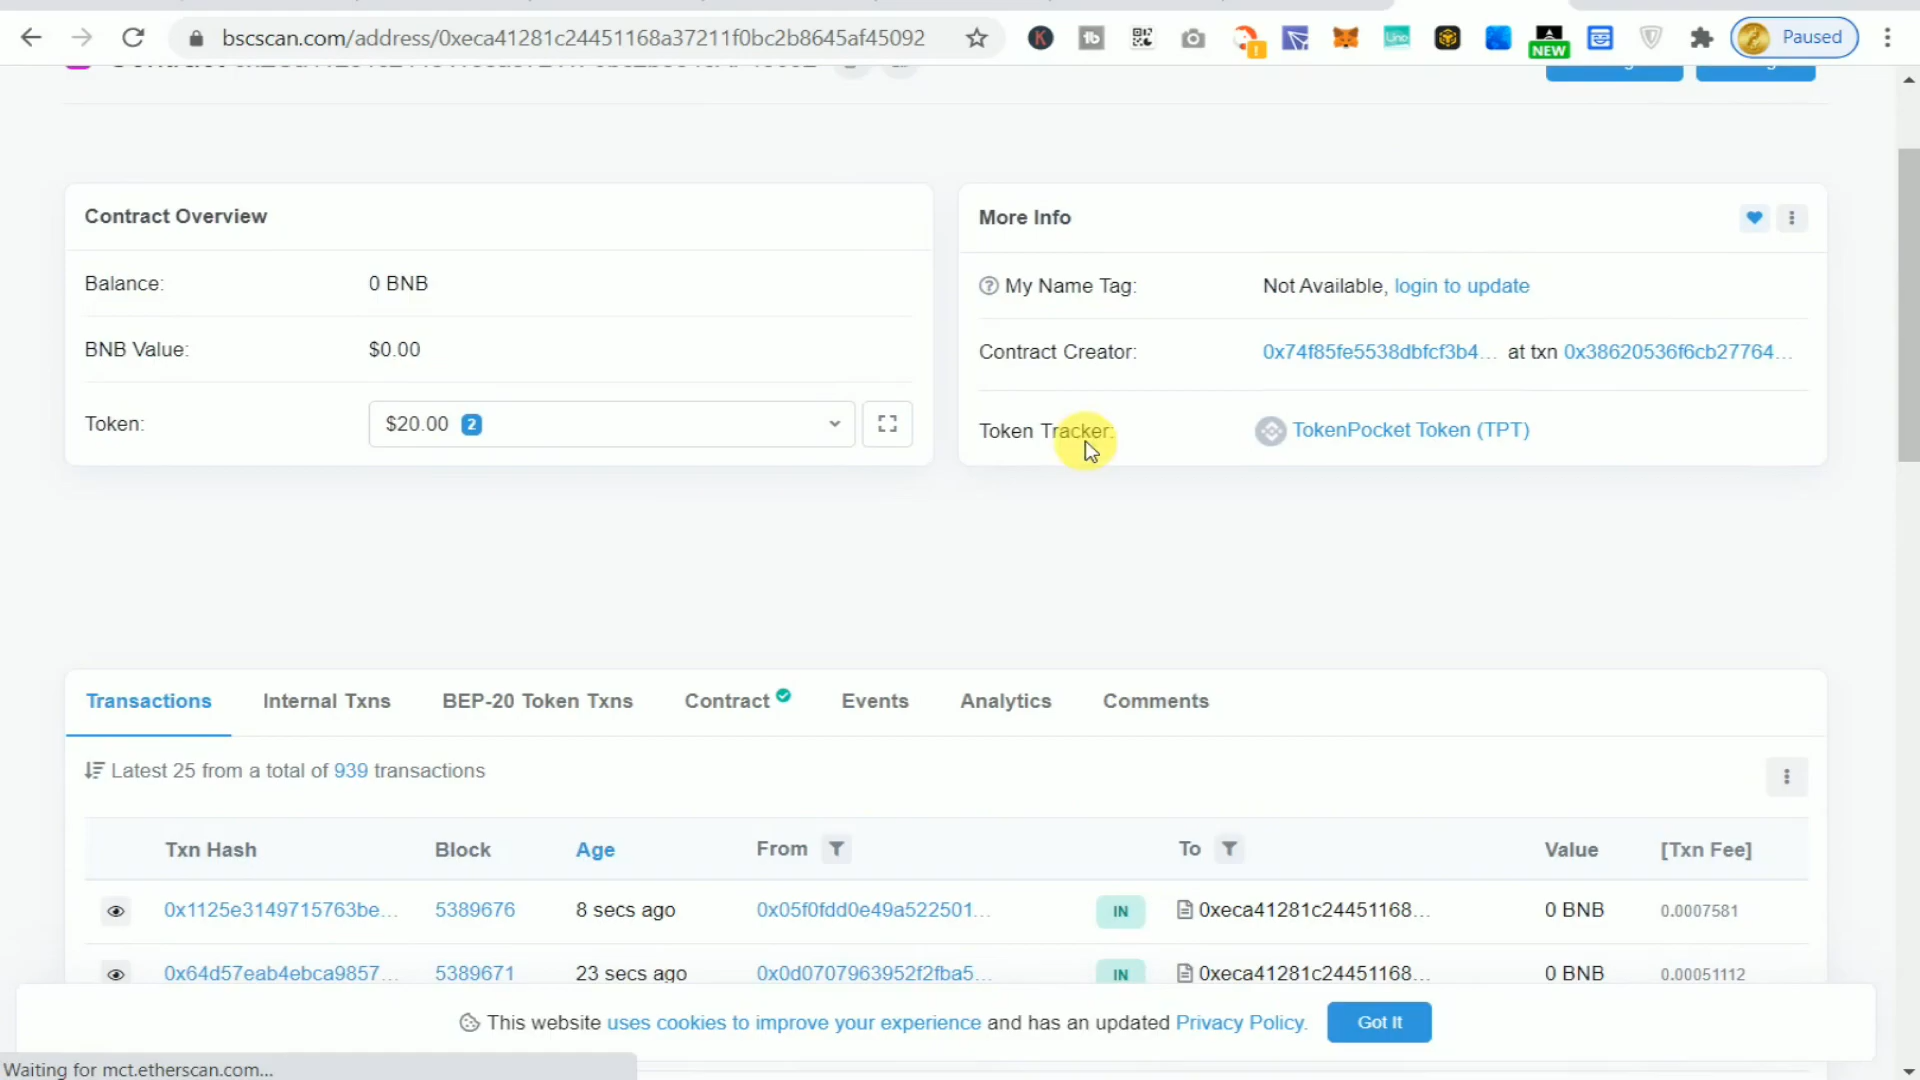 bscscan.com/address/0xeca41281c24451168a37211f0bc2b8645af45092
NEW
Paused
Contract Overview
Balance: 0 BNB
BNB Value: $0.00
Token: $20.00 2
More Info
My Name Tag: Not Available, login to update
Contract Creator: 0x74f85fe5538dbfcf3b4... at txn 0x38620536f6cb27764...
Token Tracker: TokenPocket Token (TPT)
Transactions Internal Txns BEP-20 Token Txns Contract Events Analytics Comments
Latest 25 from a total of 939 transactions
Txn Hash Block Age From To Value [Txn Fee]
0x1125e3149715763be... 5389676 8 secs ago 0x05f0fdd0e49a522501... IN 0xeca41281c24451168... 0 BNB 0.0007581
0x64d57eab4ebca9857... 5389671 23 secs ago 0x0d0707963952f2fba5... IN 0xeca41281c24451168... 0 BNB 0.00051112
This website uses cookies to improve your experience and has an updated Privacy Policy. Got It
Waiting for mct.etherscan.com...